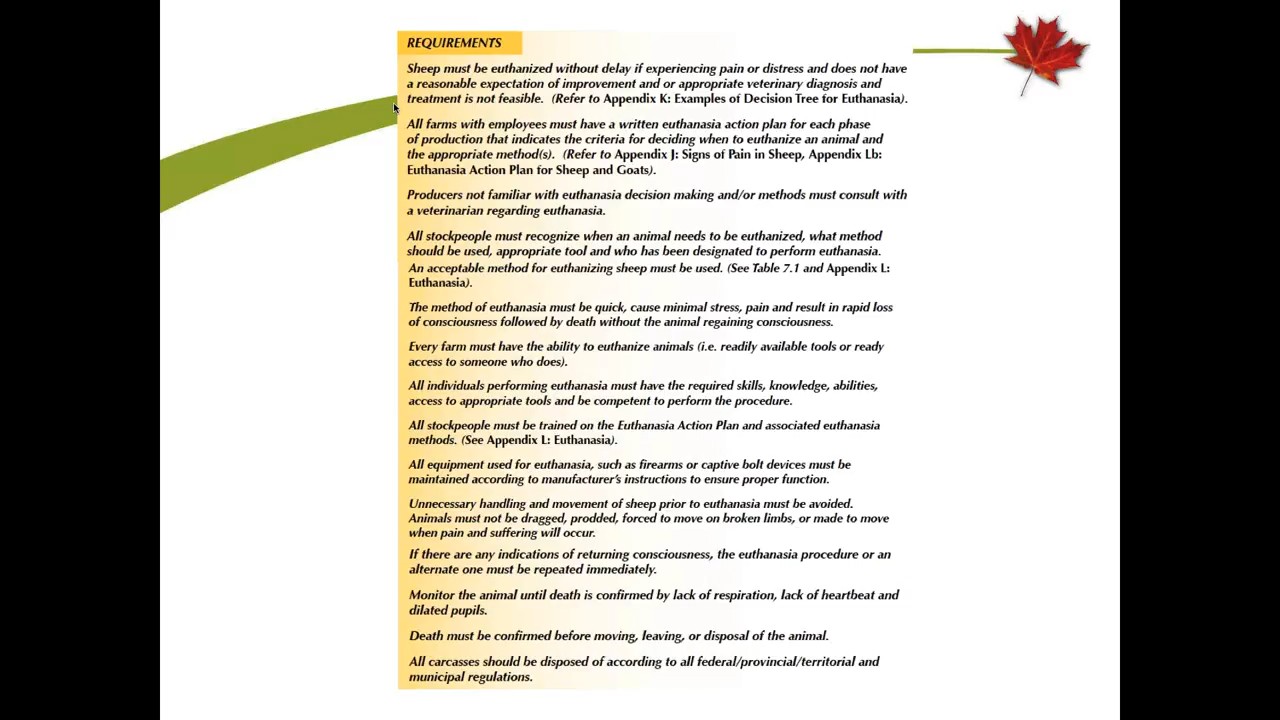 REQUIREMENTS
Sheep must be euthanized without delay if experiencing pain or distress and does not have
a reasonable expectation of improvement and or appropriate veterinary diagnosis and
treatment is not feasible. (Refer to Appendix K: Examples of Decision Tree for Euthanasia).
All farms with employees must have a written euthanasia action plan for each phase
of production that indicates the criteria for deciding when to euthanize an animal and
the appropriate method(s). (Refer to Appendix J: Signs of Pain in Sheep, Appendix Lb:
Euthanasia Action Plan for Sheep and Goats).
Producers not familiar with euthanasia decision making and/or methods must consult with
a veterinarian regarding euthanasia.
All stockpeople must recognize when an animal needs to be euthanized, what method
should be used, appropriate tool and who has been designated to perform euthanasia.
An acceptable method for euthanizing sheep must be used. (See Table 7.1 and Appendix L:
Euthanasia).
The method of euthanasia must be quick, cause minimal stress, pain and result in rapid loss
of consciousness followed by death without the animal regaining consciousness.
Every farm must have the ability to euthanize animals (i.e. readily available tools or ready
access to someone who does).
All individuals performing euthanasia must have the required skills, knowledge, abilities,
access to appropriate tools and be competent to perform the procedure.
All stockpeople must be trained on the Euthanasia Action Plan and associated euthanasia
methods. (See Appendix L: Euthanasia).
All equipment used for euthanasia, such as firearms or captive bolt devices must be
maintained according to manufacturer's instructions to ensure proper function.
Unnecessary handling and movement of sheep prior to euthanasia must be avoided.
Animals must not be dragged, prodded, forced to move on broken limbs, or made to move
when pain and suffering will occur.
If there are any indications of returning consciousness, the euthanasia procedure or an
alternate one must be repeated immediately.
Monitor the animal until death is confirmed by lack of respiration, lack of heartbeat and
dilated pupils.
Death must be confirmed before moving, leaving, or disposal of the animal.
All carcasses should be disposed of according to all federal/provincial/territorial and
municipal regulations.